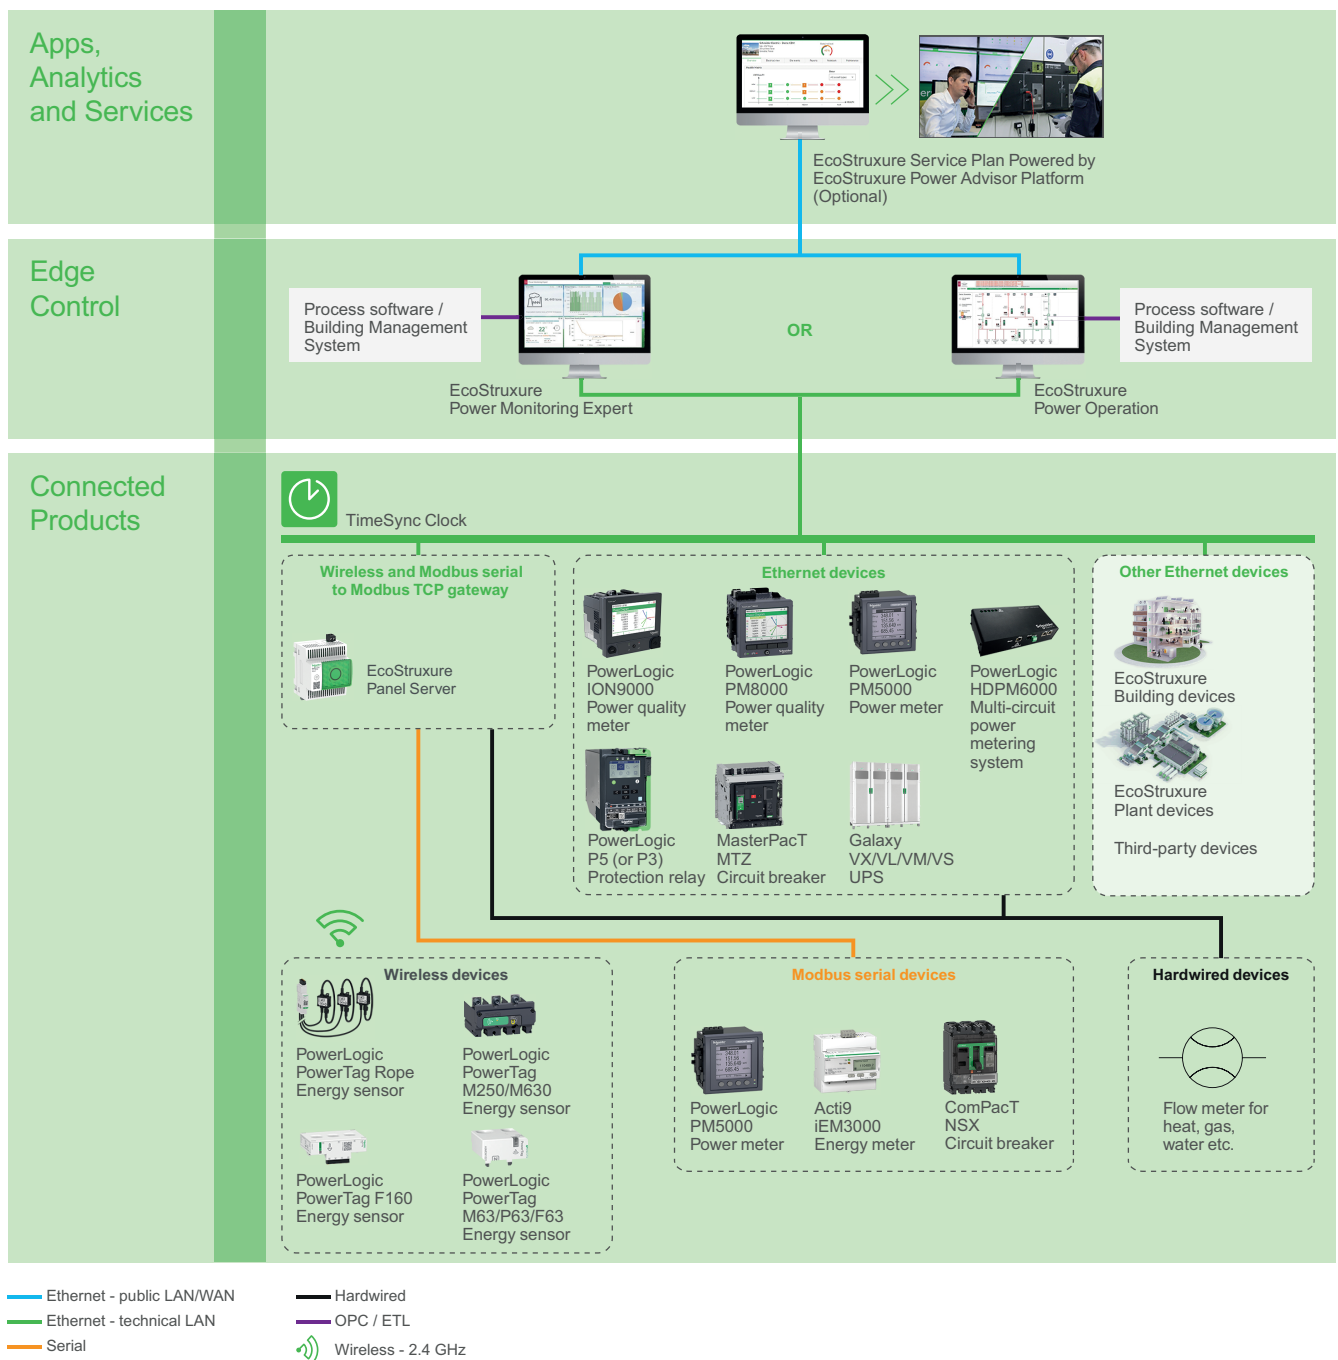 Apps,
Analytics
and Services
EcoStruxure Service Plan Powered by
EcoStruxure Power Advisor Platform
(Optional)
Edge
Control
Process software /
Building Management
System
OR
Process software /
Building Management
System
EcoStruxure
Power Monitoring Expert
EcoStruxure
Power Operation
Connected
Products
TimeSync Clock
Wireless and Modbus serial
to Modbus TCP gateway
EcoStruxure
Panel Server
Ethernet devices
PowerLogic
ION9000
Power quality
meter
PowerLogic
PM8000
Power quality
meter
PowerLogic
PM5000
Power meter
PowerLogic
HDPM6000
Multi-circuit
power
metering
system
PowerLogic
P5 (or P3)
Protection relay
MasterPacT
MTZ
Circuit breaker
Galaxy
VX/VL/VM/VS
UPS
Other Ethernet devices
EcoStruxure
Building devices
EcoStruxure
Plant devices
Third-party devices
Wireless devices
PowerLogic
PowerTag Rope
Energy sensor
PowerLogic
PowerTag
M250/M630
Energy sensor
PowerLogic
PowerTag F160
Energy sensor
PowerLogic
PowerTag
M63/P63/F63
Energy sensor
Modbus serial devices
PowerLogic
PM5000
Power meter
Acti9
iEM3000
Energy meter
ComPacT
NSX
Circuit breaker
Hardwired devices
Flow meter for
heat, gas,
water etc.
Ethernet - public LAN/WAN
Ethernet - technical LAN
Serial
Hardwired
OPC / ETL
Wireless - 2.4 GHz